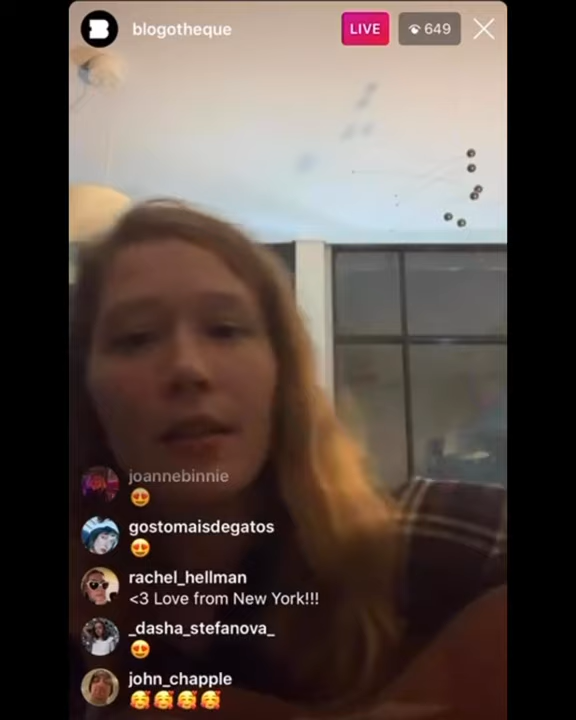 blogotheque
LIVE
649
joannebinnie
😍
gostomaisdegatos
😍
rachel_hellman
<3 Love from New York!!!
_dasha_stefanova_
😍
john_chapple
🥰🥰🥰🥰